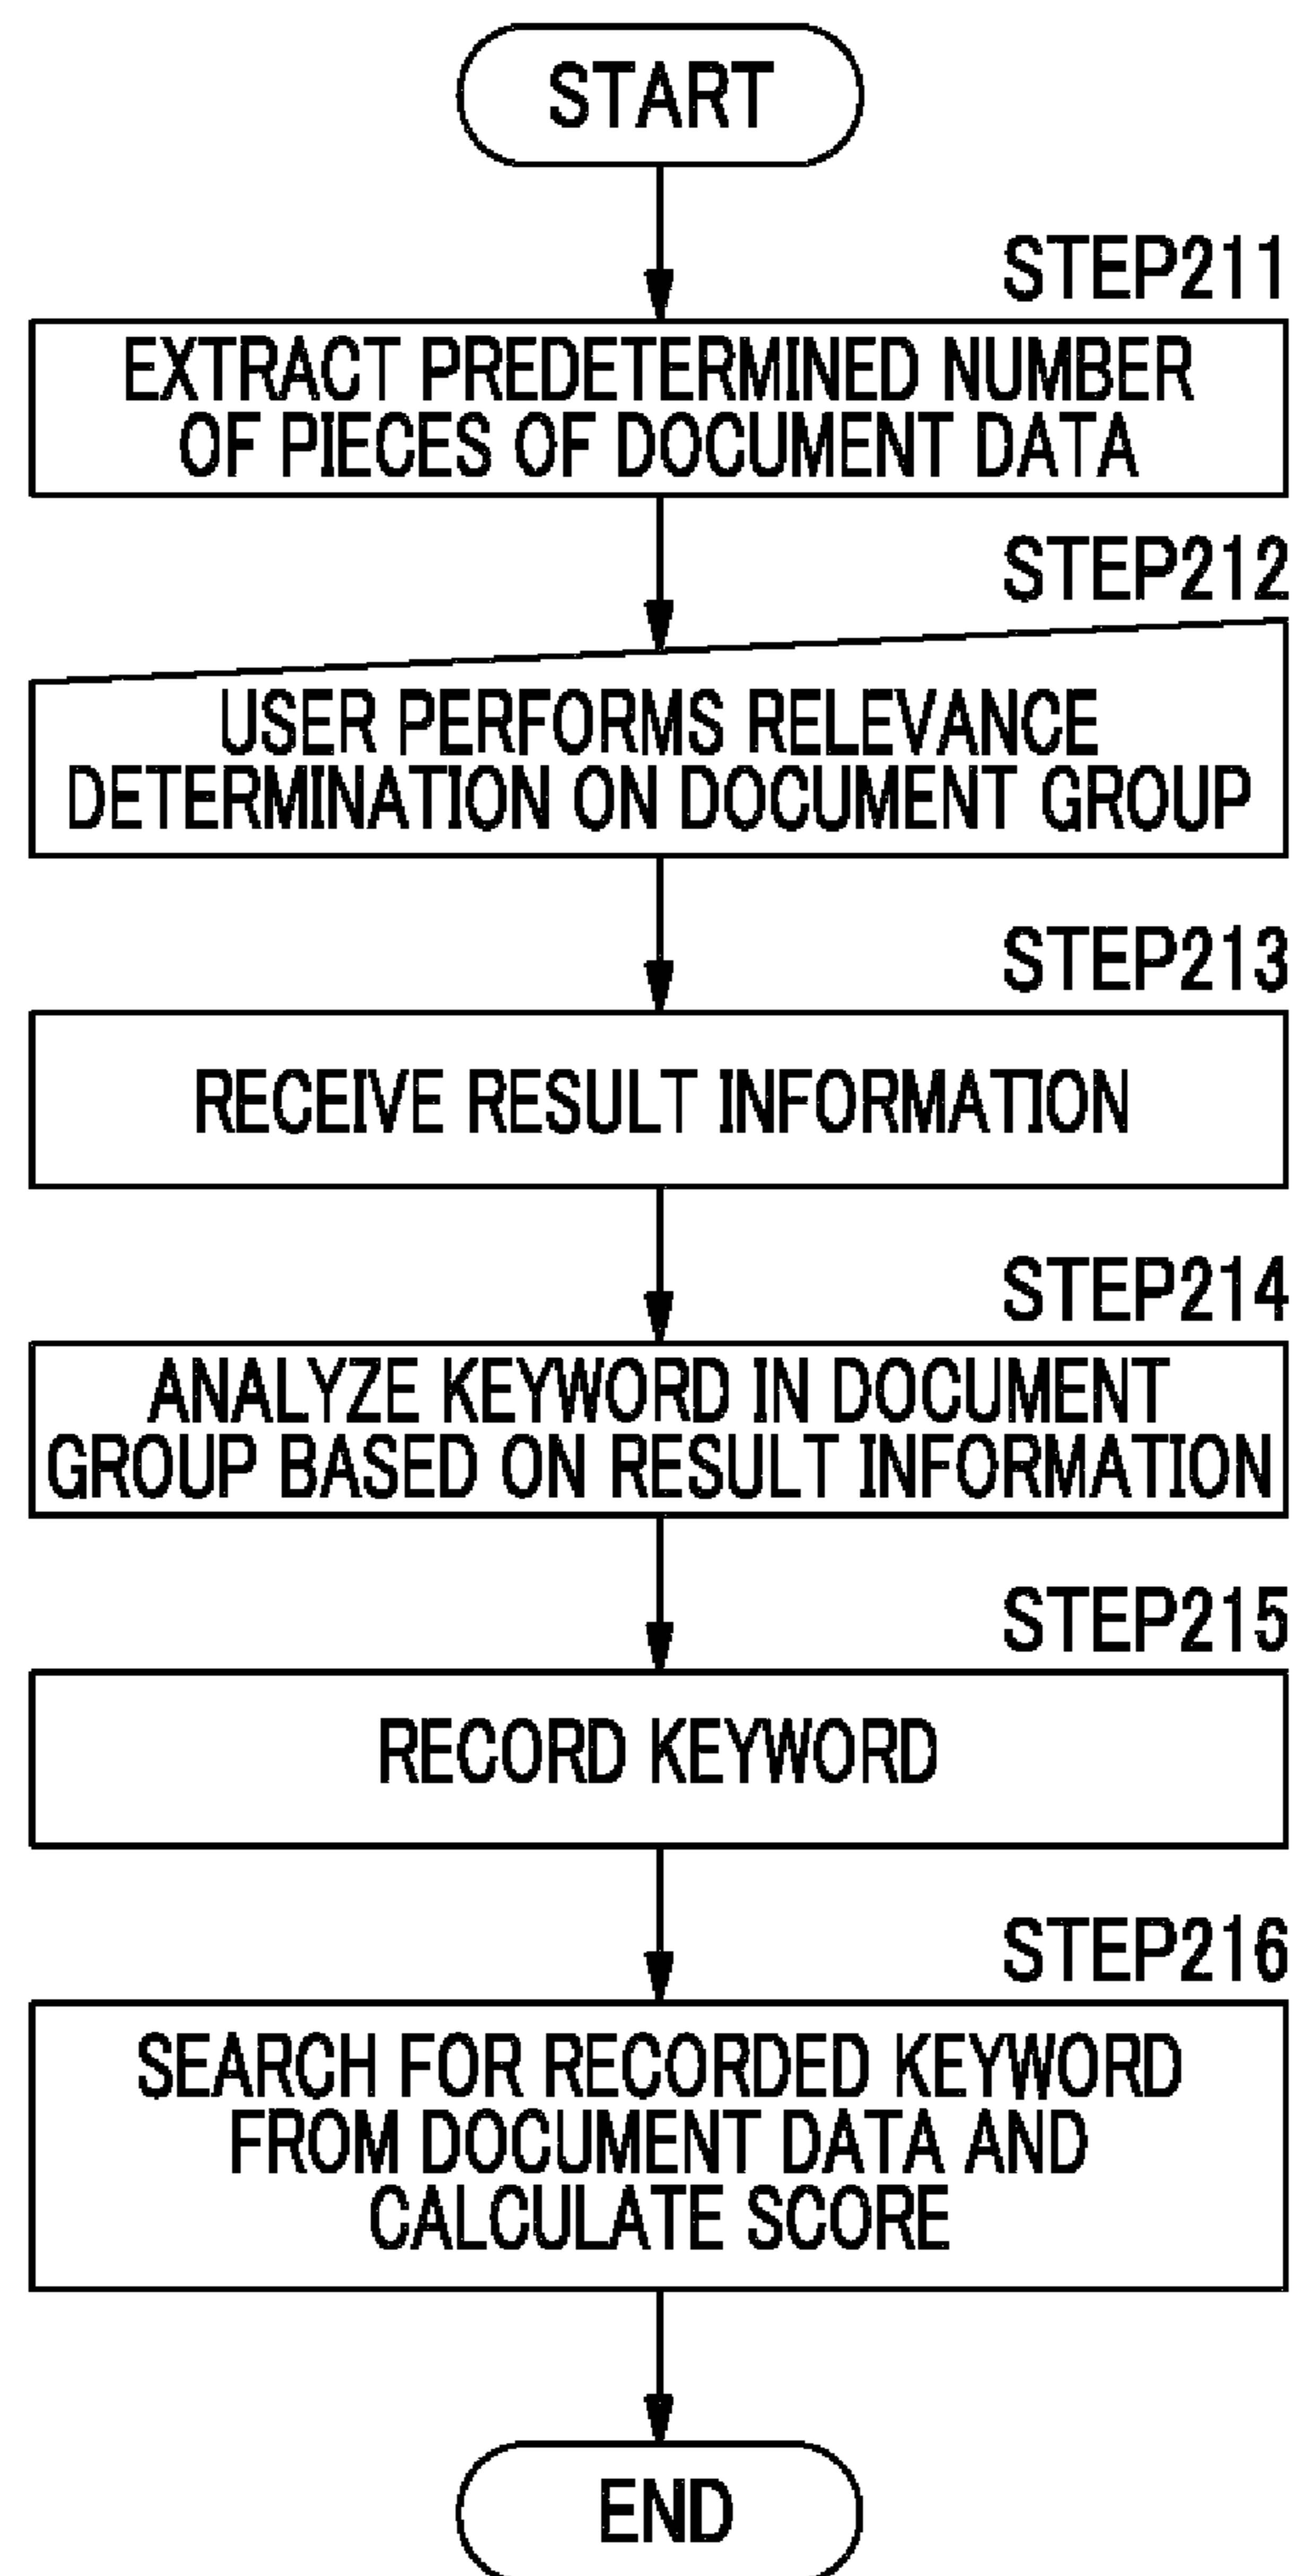 START
STEP211
EXTRACT PREDETERMINED NUMBER
OF PIECES OF DOCUMENT DATA
STEP212
USER PERFORMS RELEVANCE
DETERMINATION ON DOCUMENT GROUP
STEP213
RECEIVE RESULT INFORMATION
STEP214
ANALYZE KEYWORD IN DOCUMENT
GROUP BASED ON RESULT INFORMATION
STEP215
RECORD KEYWORD
STEP216
SEARCH FOR RECORDED KEYWORD
FROM DOCUMENT DATA AND
CALCULATE SCORE
END